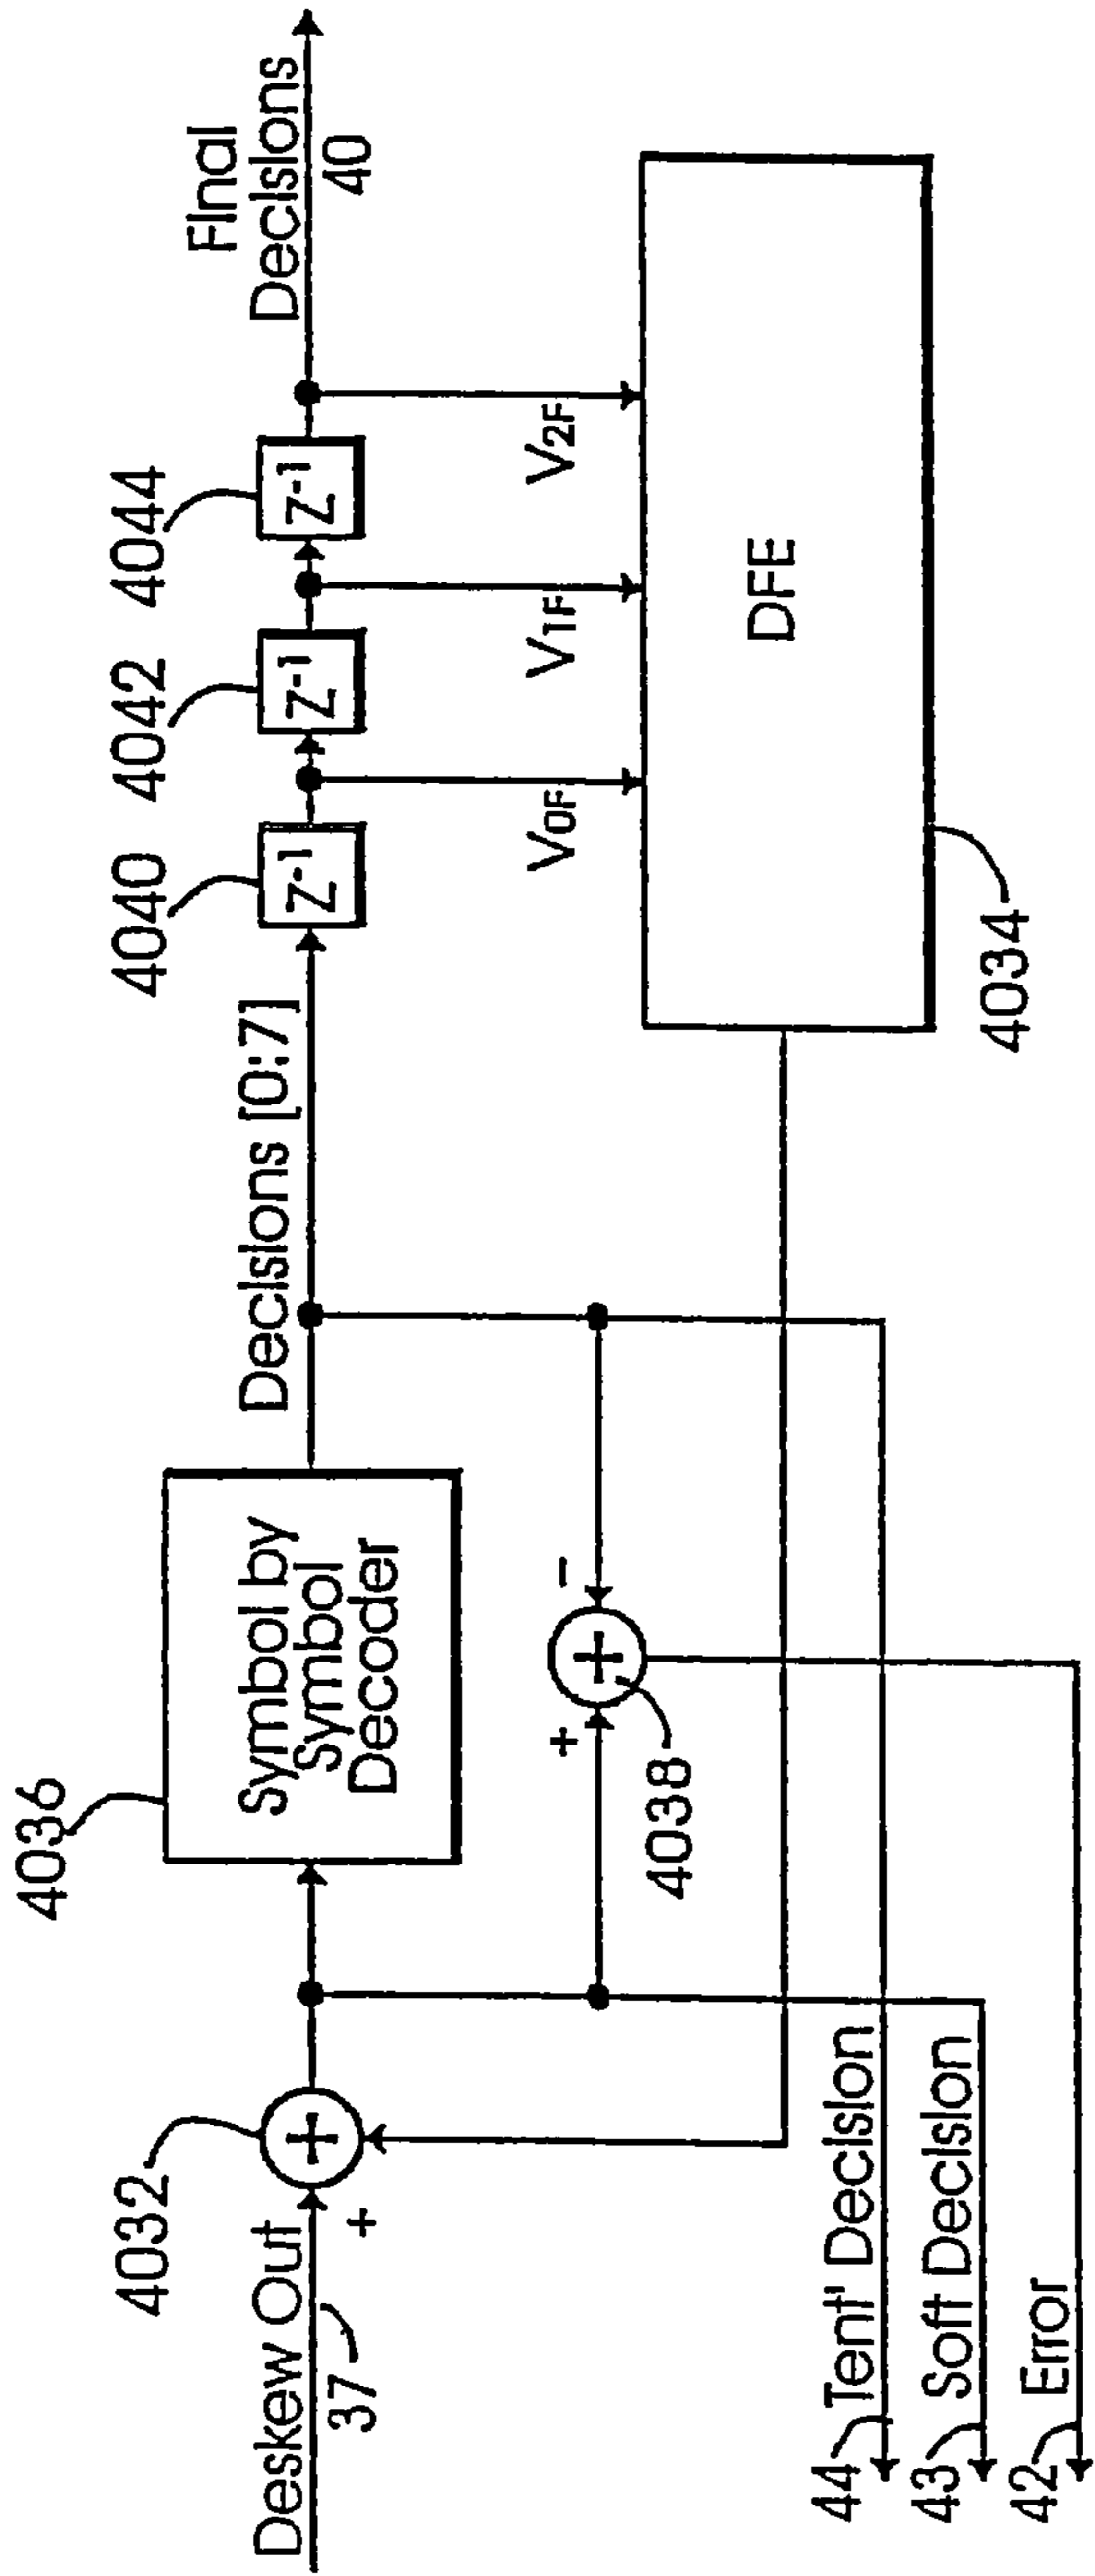 4032
4036
4040
4042
4044
Deskew Out
37
+
Symbol by
Symbol
Decoder
Decisions [0:7]
Z-1
Z-1
Z-1
Final
Decisions
40
+
-
4038
V0F
V1F
V2F
DFE
4034
44
Tent' Decision
43
Soft Decision
42
Error